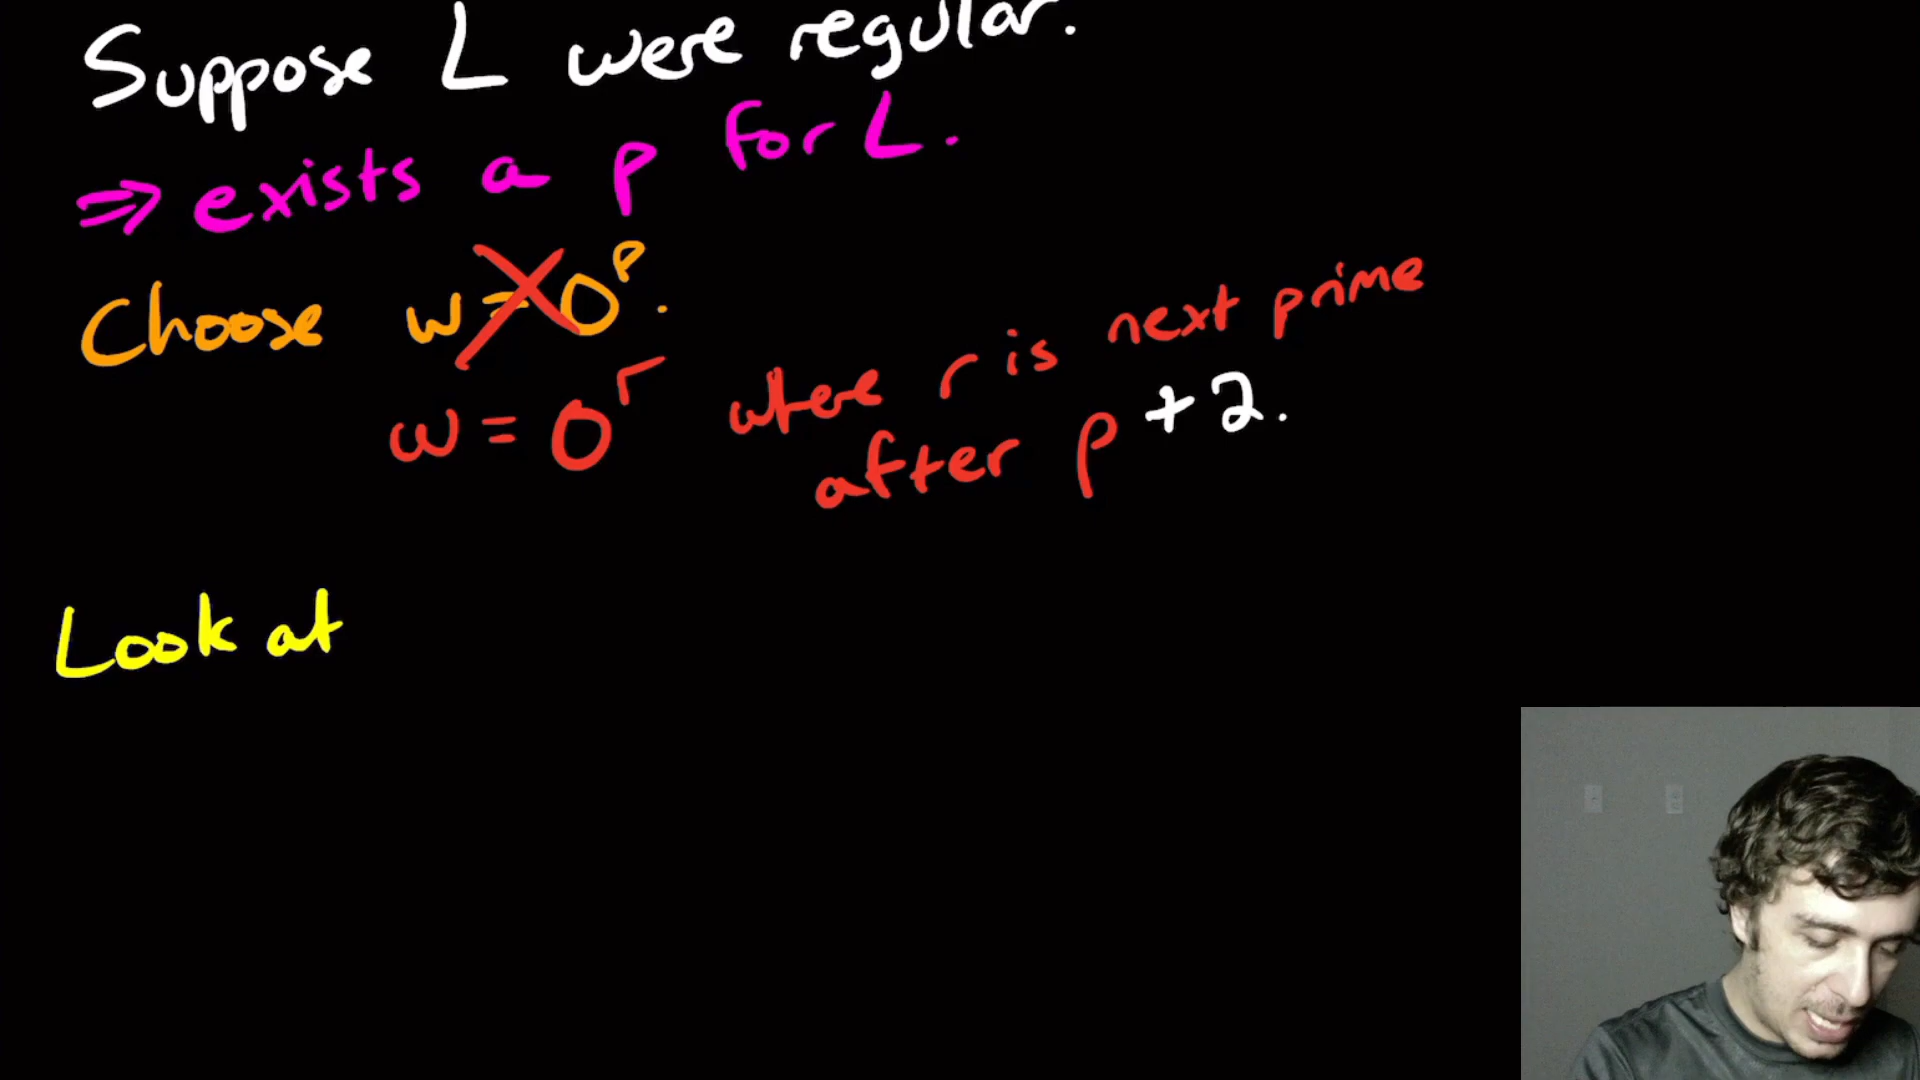 Suppose L were regular.
⇒ exists a p for L.
Choose w = 0^p.
w = 0^r where r is next prime
after p + 2.
Look at